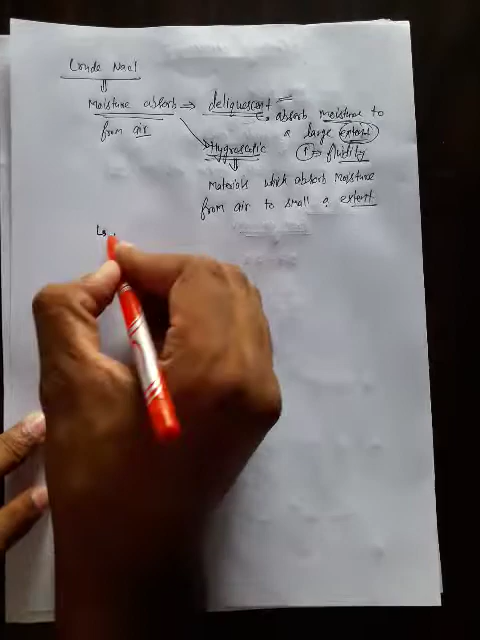 Crude NaCl
⇓
Moisture absorb ⇒ deliquescent
from air
↳ absorb moisture to
a large extent
↑ ⇒ fluidity
Hygroscopic
⇓
Materials which absorb moisture
from air to small a extent